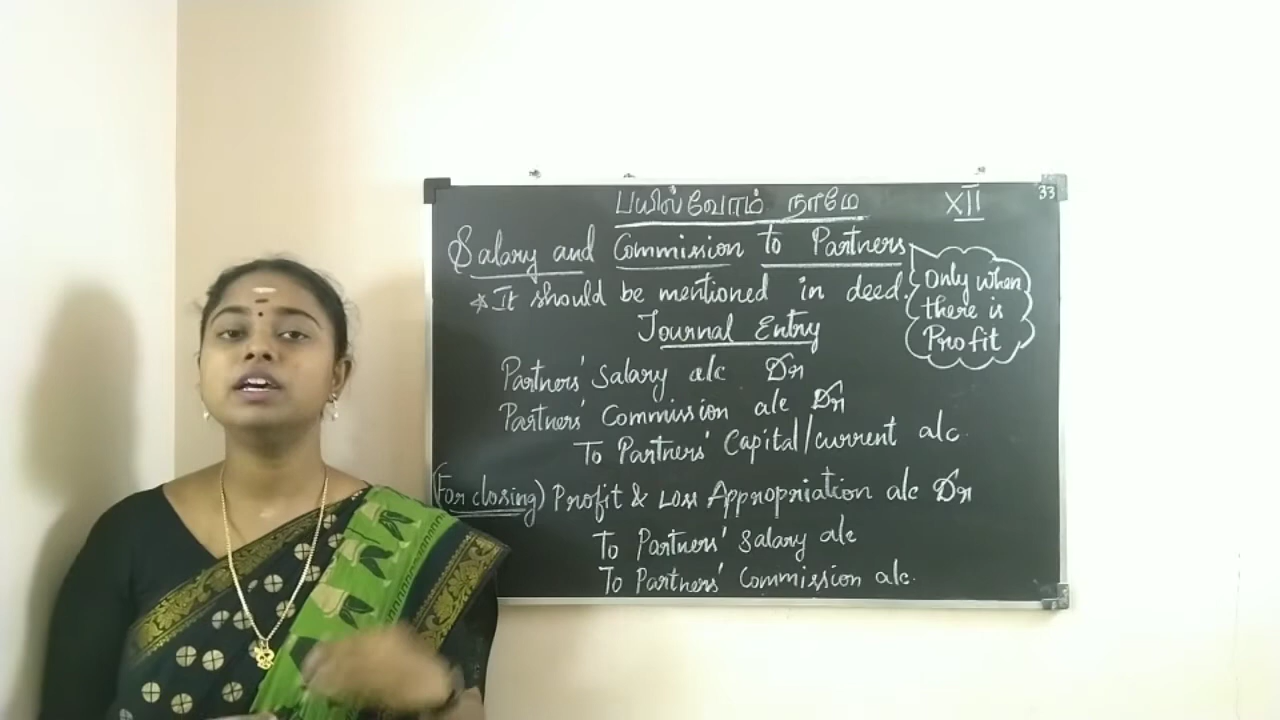 பயில்வோம் நாமே
XII
33
Salary and Commission to Partners
* It should be mentioned in deed.
Only when
there is
Profit
Journal Entry
Partners' Salary a/c Dr
Partners' Commission a/c Dr
To Partners' Capital/current a/c.
(For closing) Profit & Loss Appropriation a/c Dr
To Partners' Salary a/c
To Partners' Commission a/c.